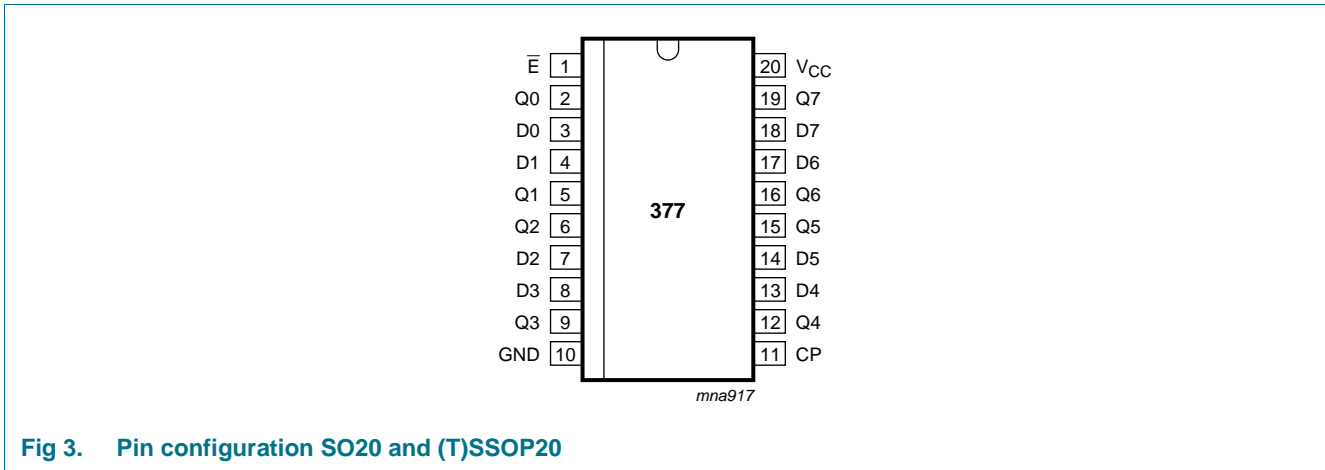 E̅ 1 20 VCC
Q0 2 19 Q7
D0 3 18 D7
D1 4 17 D6
Q1 5 16 Q6
377
Q2 6 15 Q5
D2 7 14 D5
D3 8 13 D4
Q3 9 12 Q4
GND 10 11 CP
mna917
Fig 3. Pin configuration SO20 and (T)SSOP20